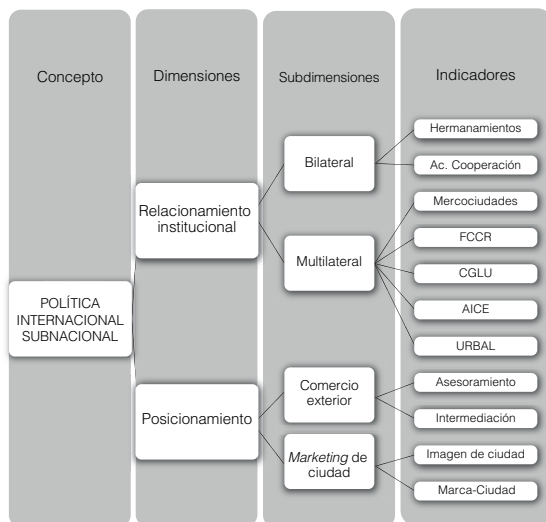 Concepto
Dimensiones
Subdimensiones
Indicadores
POLÍTICA
INTERNACIONAL
SUBNACIONAL
Relacionamiento
institucional
Posicionamiento
Bilateral
Multilateral
Comercio
exterior
Marketing de
ciudad
Hermanamientos
Ac. Cooperación
Mercociudades
FCCR
CGLU
AICE
URBAL
Asesoramiento
Intermediación
Imagen de ciudad
Marca-Ciudad